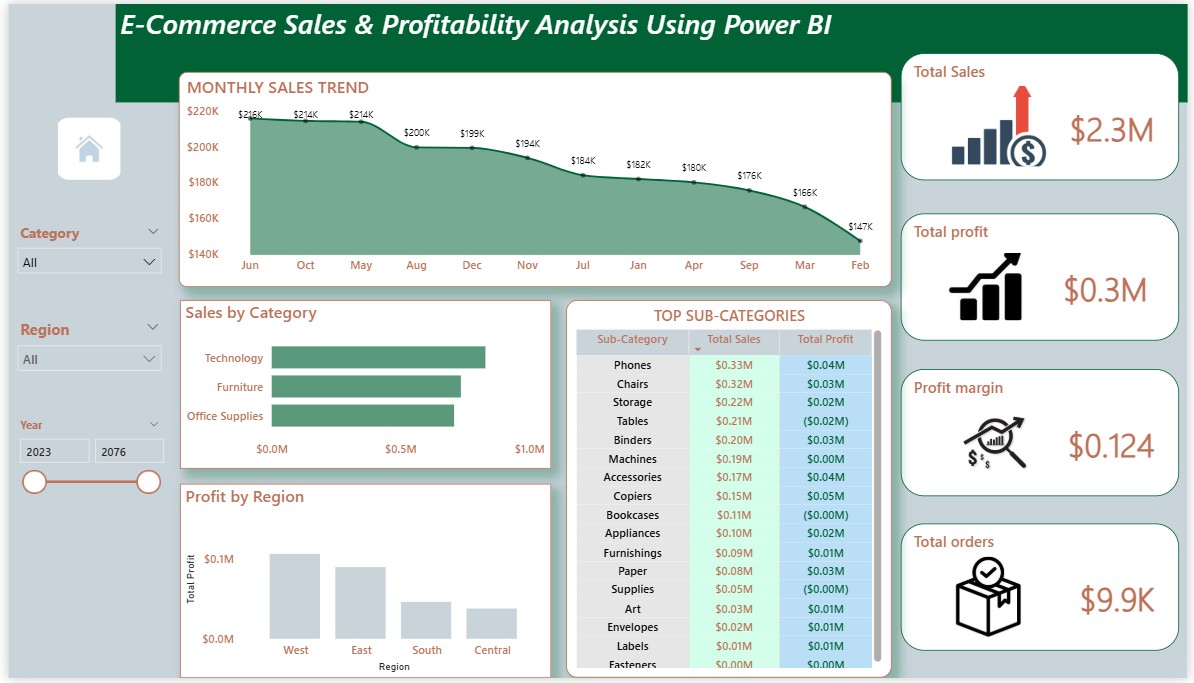 E-Commerce Sales & Profitability Analysis Using Power BI
Category
All
Region
All
Year
2023 2076
MONTHLY SALES TREND
$220K
$200K
$180K
$160K
$140K
$216K $214K $214K $200K $199K $194K $184K $182K $180K $176K $166K $147K
Jun Oct May Aug Dec Nov Jul Jan Apr Sep Mar Feb
Sales by Category
Technology
Furniture
Office Supplies
$0.0M $0.5M $1.0M
Profit by Region
Total Profit
$0.1M
$0.0M
West East South Central
Region
TOP SUB-CATEGORIES
Sub-Category Total Sales Total Profit
Phones $0.33M $0.04M
Chairs $0.32M $0.03M
Storage $0.22M $0.02M
Tables $0.21M ($0.02M)
Binders $0.20M $0.03M
Machines $0.19M $0.00M
Accessories $0.17M $0.04M
Copiers $0.15M $0.05M
Bookcases $0.11M ($0.00M)
Appliances $0.10M $0.02M
Furnishings $0.09M $0.01M
Paper $0.08M $0.03M
Supplies $0.05M ($0.00M)
Art $0.03M $0.01M
Envelopes $0.02M $0.01M
Labels $0.01M $0.01M
Fasteners $0.00M $0.00M
Total Sales
$2.3M
Total profit
$0.3M
Profit margin
$0.124
Total orders
$9.9K